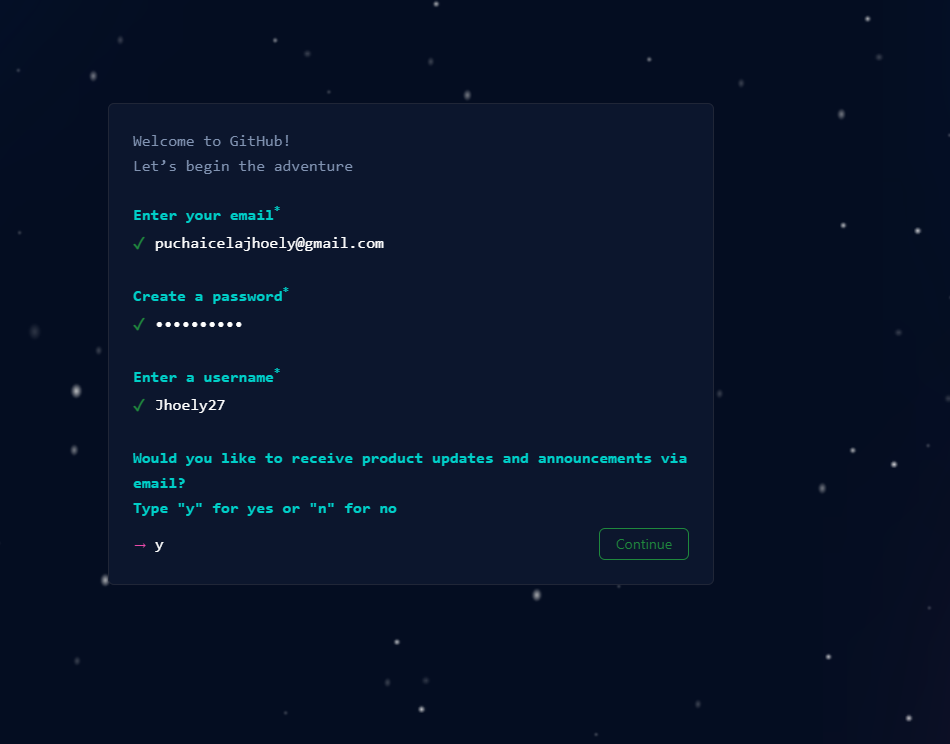 Welcome to GitHub!
Let’s begin the adventure
Enter your email*
✓ puchaicelajhoely@gmail.com
Create a password*
✓ ••••••••••
Enter a username*
✓ Jhoely27
Would you like to receive product updates and announcements via
email?
Type "y" for yes or "n" for no
→ y
Continue